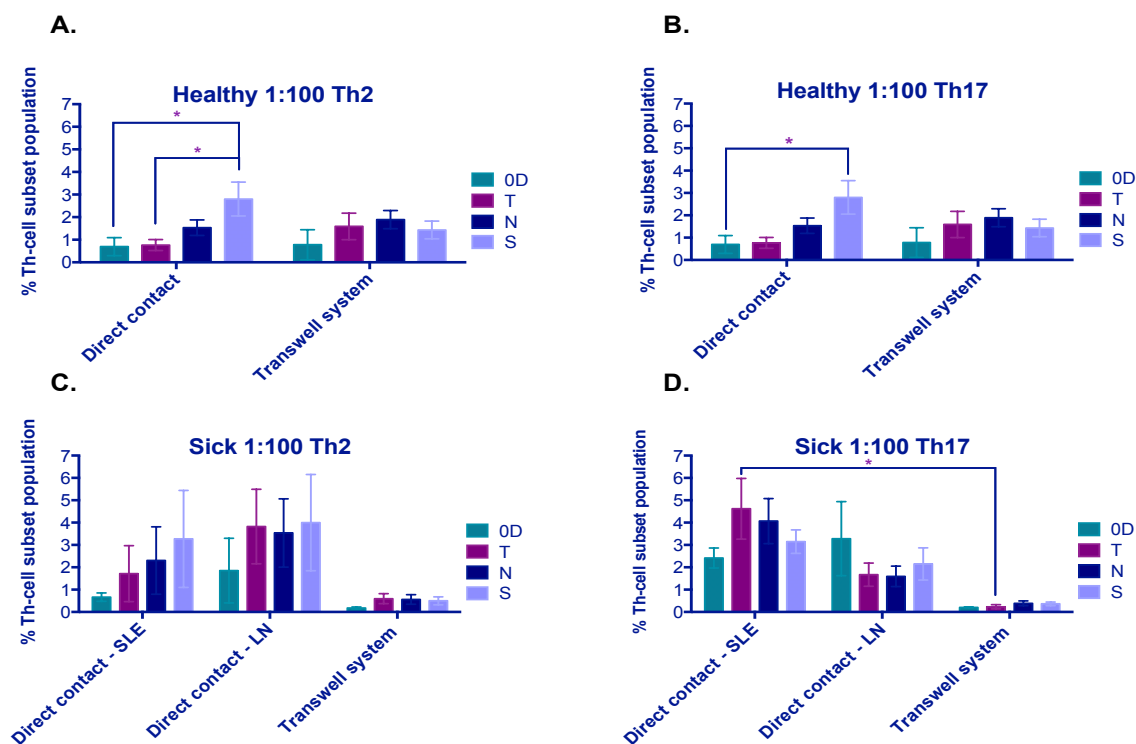 A.
Healthy 1:100 Th2
% Th-cell subset population
7
6
5
4
3
2
1
0
*
*
Direct contact
Transwell system
0D
T
N
S
B.
Healthy 1:100 Th17
% Th-cell subset population
7
6
5
4
3
2
1
0
*
Direct contact
Transwell system
0D
T
N
S
C.
Sick 1:100 Th2
% Th-cell subset population
7
6
5
4
3
2
1
0
Direct contact - SLE
Direct contact - LN
Transwell system
0D
T
N
S
D.
Sick 1:100 Th17
% Th-cell subset population
7
6
5
4
3
2
1
0
*
Direct contact - SLE
Direct contact - LN
Transwell system
0D
T
N
S